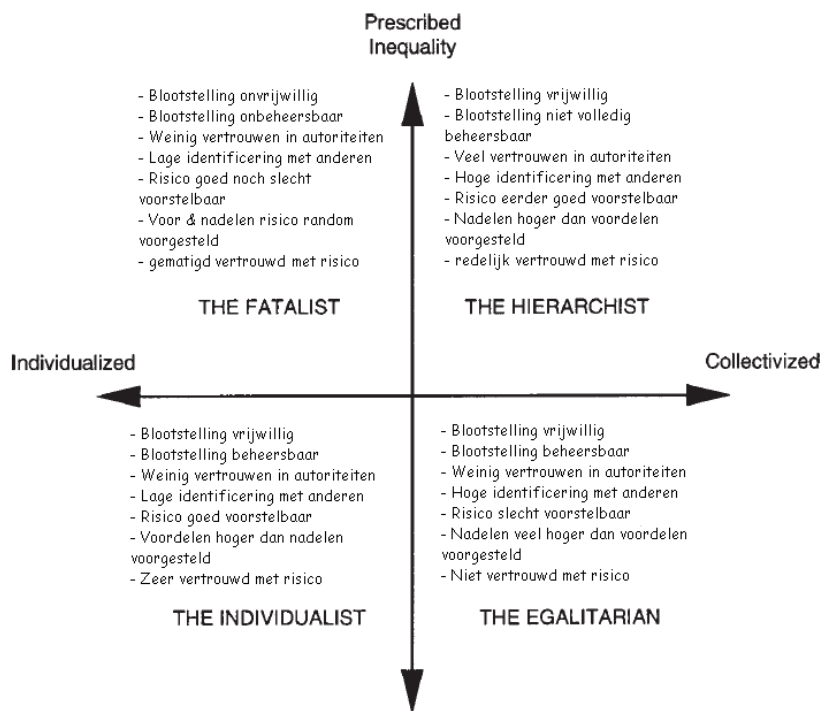 Prescribed
Inequality
- Blootstelling onvrijwillig
- Blootstelling onbeheersbaar
- Weinig vertrouwen in autoriteiten
- Lage identificering met anderen
- Risico goed noch slecht
voorstelbaar
- Voor & nadelen risico random
voorgesteld
- gematigd vertrouwd met risico
THE FATALIST
- Blootstelling vrijwillig
- Blootstelling niet volledig
beheersbaar
- Veel vertrouwen in autoriteiten
- Hoge identificering met anderen
- Risico eerder goed voorstelbaar
- Nadelen hoger dan voordelen
voorgesteld
- redelijk vertrouwd met risico
THE HIERARCHIST
Individualized
Collectivized
- Blootstelling vrijwillig
- Blootstelling beheersbaar
- Weinig vertrouwen in autoriteiten
- Lage identificering met anderen
- Risico goed voorstelbaar
- Voordelen hoger dan nadelen
voorgesteld
- Zeer vertrouwd met risico
THE INDIVIDUALIST
- Blootstelling vrijwillig
- Blootstelling beheersbaar
- Weinig vertrouwen in autoriteiten
- Hoge identificering met anderen
- Risico slecht voorstelbaar
- Nadelen veel hoger dan voordelen
voorgesteld
- Niet vertrouwd met risico
THE EGALITARIAN